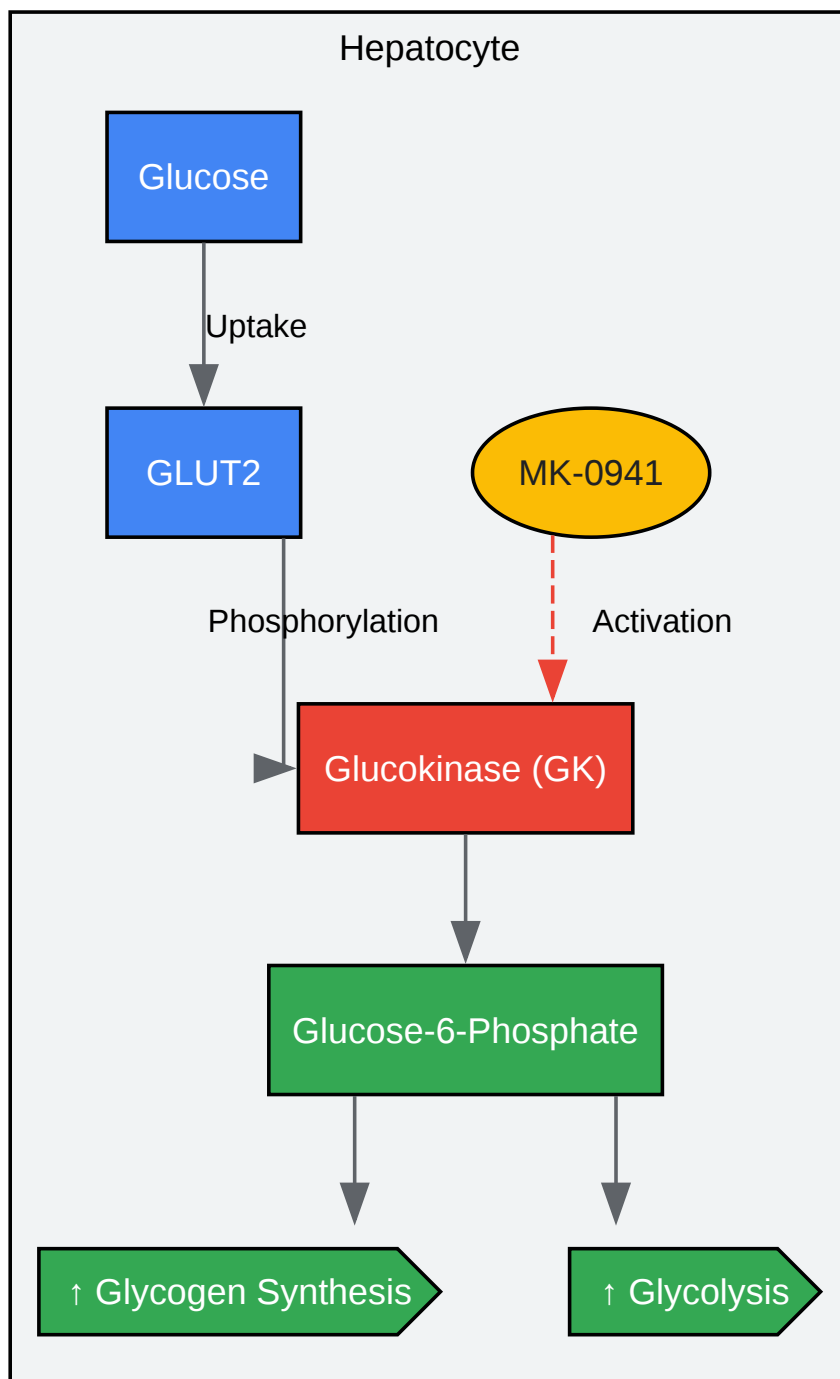 Hepatocyte
Glucose
Uptake
GLUT2
MK-0941
Phosphorylation
Activation
Glucokinase (GK)
Glucose-6-Phosphate
↑ Glycogen Synthesis
↑ Glycolysis